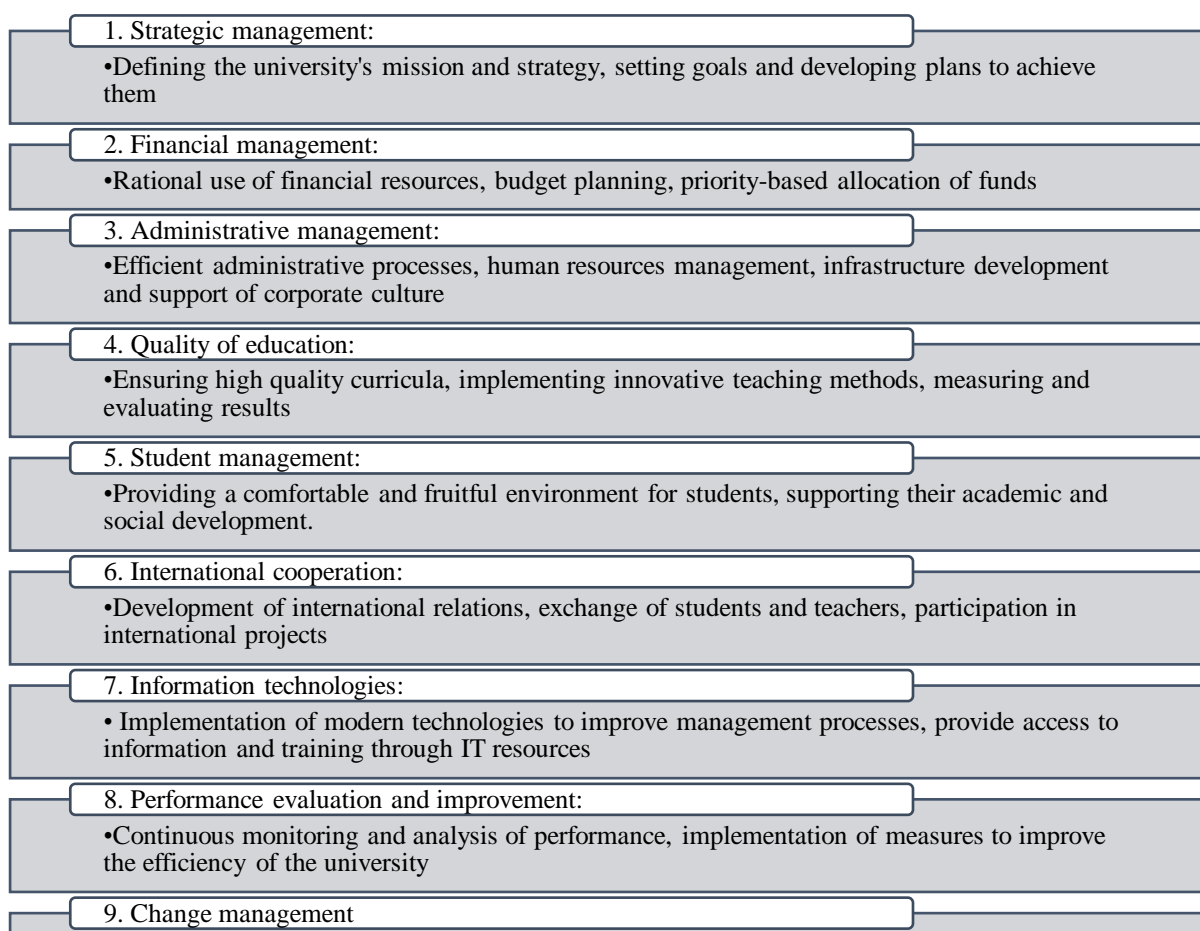 1. Strategic management:
•Defining the university's mission and strategy, setting goals and developing plans to achieve
them
2. Financial management:
•Rational use of financial resources, budget planning, priority-based allocation of funds
3. Administrative management:
•Efficient administrative processes, human resources management, infrastructure development
and support of corporate culture
4. Quality of education:
•Ensuring high quality curricula, implementing innovative teaching methods, measuring and
evaluating results
5. Student management:
•Providing a comfortable and fruitful environment for students, supporting their academic and
social development.
6. International cooperation:
•Development of international relations, exchange of students and teachers, participation in
international projects
7. Information technologies:
• Implementation of modern technologies to improve management processes, provide access to
information and training through IT resources
8. Performance evaluation and improvement:
•Continuous monitoring and analysis of performance, implementation of measures to improve
the efficiency of the university
9. Change management